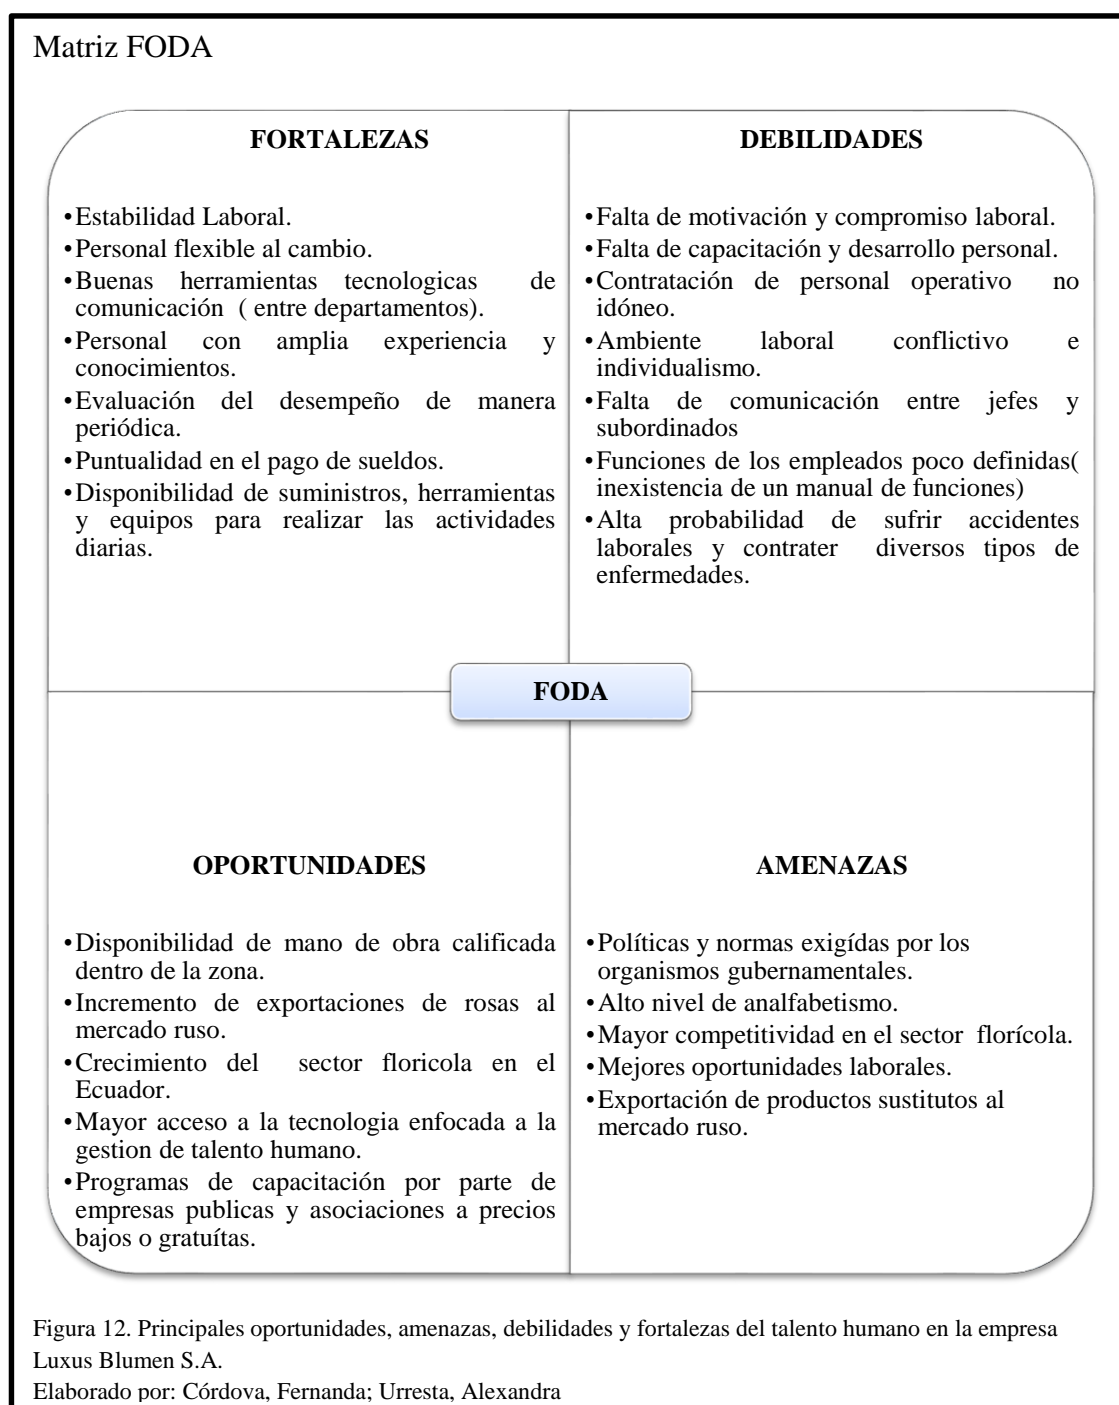 Matriz FODA
FORTALEZAS
•Estabilidad Laboral.
•Personal flexible al cambio.
•Buenas herramientas tecnologicas de
comunicación ( entre departamentos).
•Personal con amplia experiencia y
conocimientos.
•Evaluación del desempeño de manera
periódica.
•Puntualidad en el pago de sueldos.
•Disponibilidad de suministros, herramientas
y equipos para realizar las actividades
diarias.
DEBILIDADES
•Falta de motivación y compromiso laboral.
•Falta de capacitación y desarrollo personal.
•Contratación de personal operativo no
idóneo.
•Ambiente laboral conflictivo e
individualismo.
•Falta de comunicación entre jefes y
subordinados
•Funciones de los empleados poco definidas(
inexistencia de un manual de funciones)
•Alta probabilidad de sufrir accidentes
laborales y contrater diversos tipos de
enfermedades.
FODA
OPORTUNIDADES
•Disponibilidad de mano de obra calificada
dentro de la zona.
•Incremento de exportaciones de rosas al
mercado ruso.
•Crecimiento del sector floricola en el
Ecuador.
•Mayor acceso a la tecnologia enfocada a la
gestion de talento humano.
•Programas de capacitación por parte de
empresas publicas y asociaciones a precios
bajos o gratuítas.
AMENAZAS
•Políticas y normas exigídas por los
organismos gubernamentales.
•Alto nivel de analfabetismo.
•Mayor competitividad en el sector florícola.
•Mejores oportunidades laborales.
•Exportación de productos sustitutos al
mercado ruso.
Figura 12. Principales oportunidades, amenazas, debilidades y fortalezas del talento humano en la empresa
Luxus Blumen S.A.
Elaborado por: Córdova, Fernanda; Urresta, Alexandra